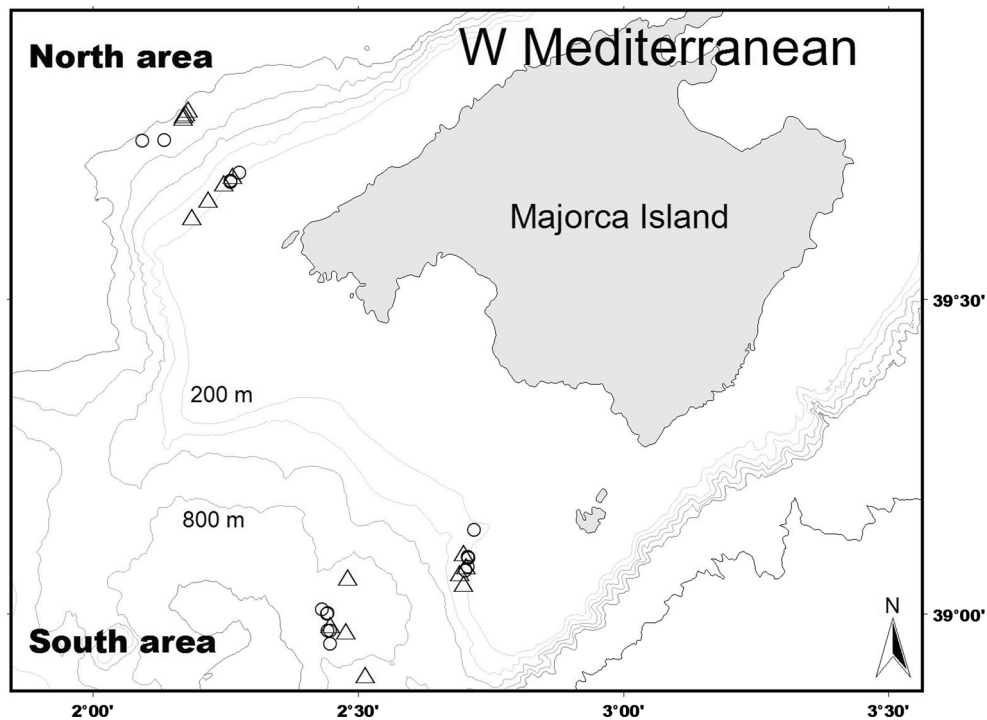 W Mediterranean
North area
Majorca Island
39°30'
200 m
800 m
N
39°00'
South area
2°00' 2°30' 3°00' 3°30'